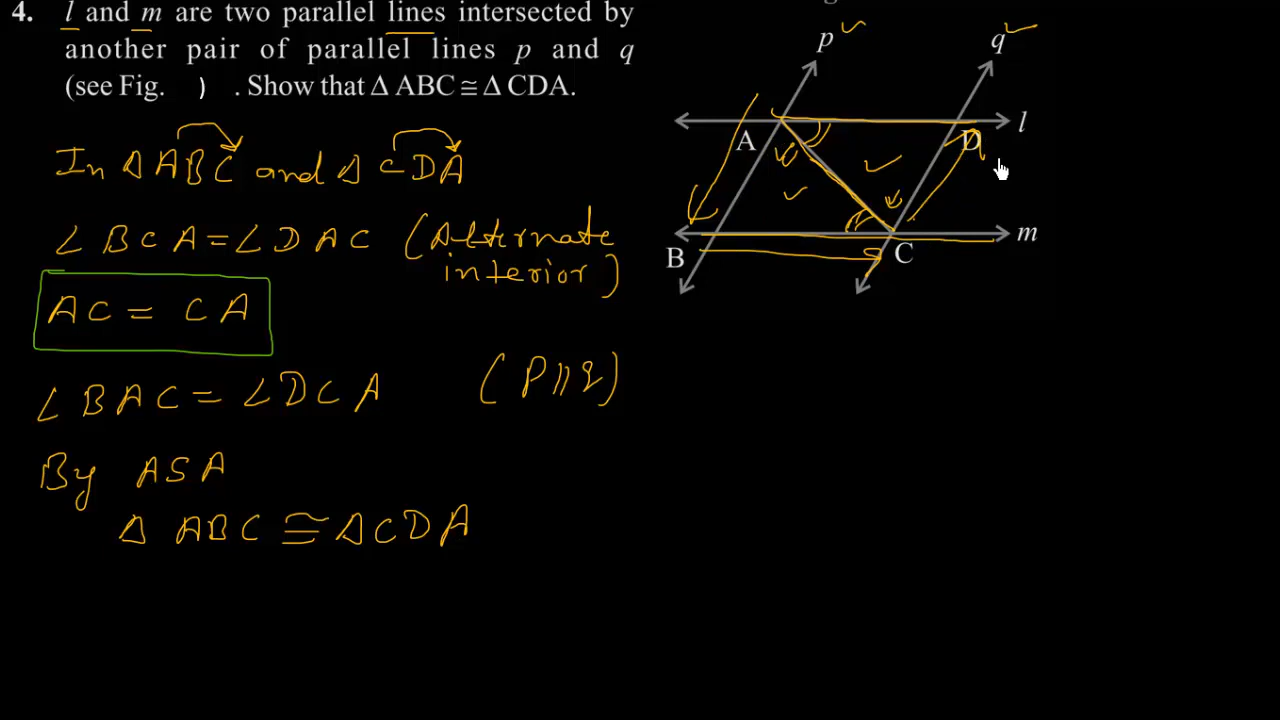 4. l and m are two parallel lines intersected by
another pair of parallel lines p and q
(see Fig. ) . Show that Δ ABC ≅ Δ CDA.
In Δ ABC and Δ CDA
∠ BCA = ∠ DAC (Alternate
interior)
AC = CA
∠ BAC = ∠ DCA (P || q)
By ASA
Δ ABC ≅ Δ CDA
p q
A D l
B C m